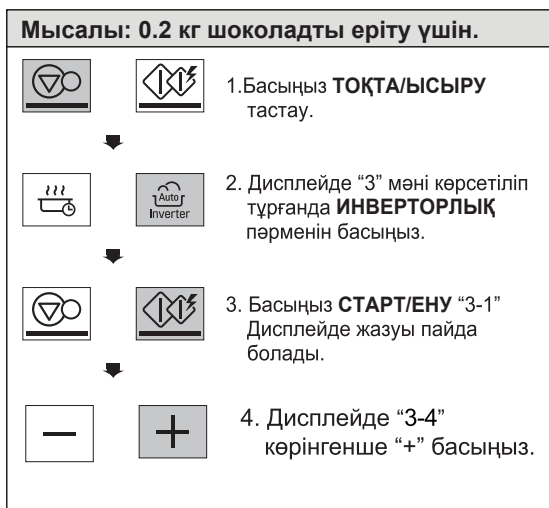 Мысалы: 0.2 кг шоколадты еріту үшін.
1.Басыңыз ТОҚТА/ЫСЫРУ
тастау.
Auto
Inverter
2. Дисплейде “3” мәні көрсетіліп
тұрғанда ИНВЕРТОРЛЫҚ
пәрменін басыңыз.
3. Басыңыз СТАРТ/ЕНУ “3-1”
Дисплейде жазуы пайда
болады.
4. Дисплейде “3-4”
көрінгенше “+” басыңыз.